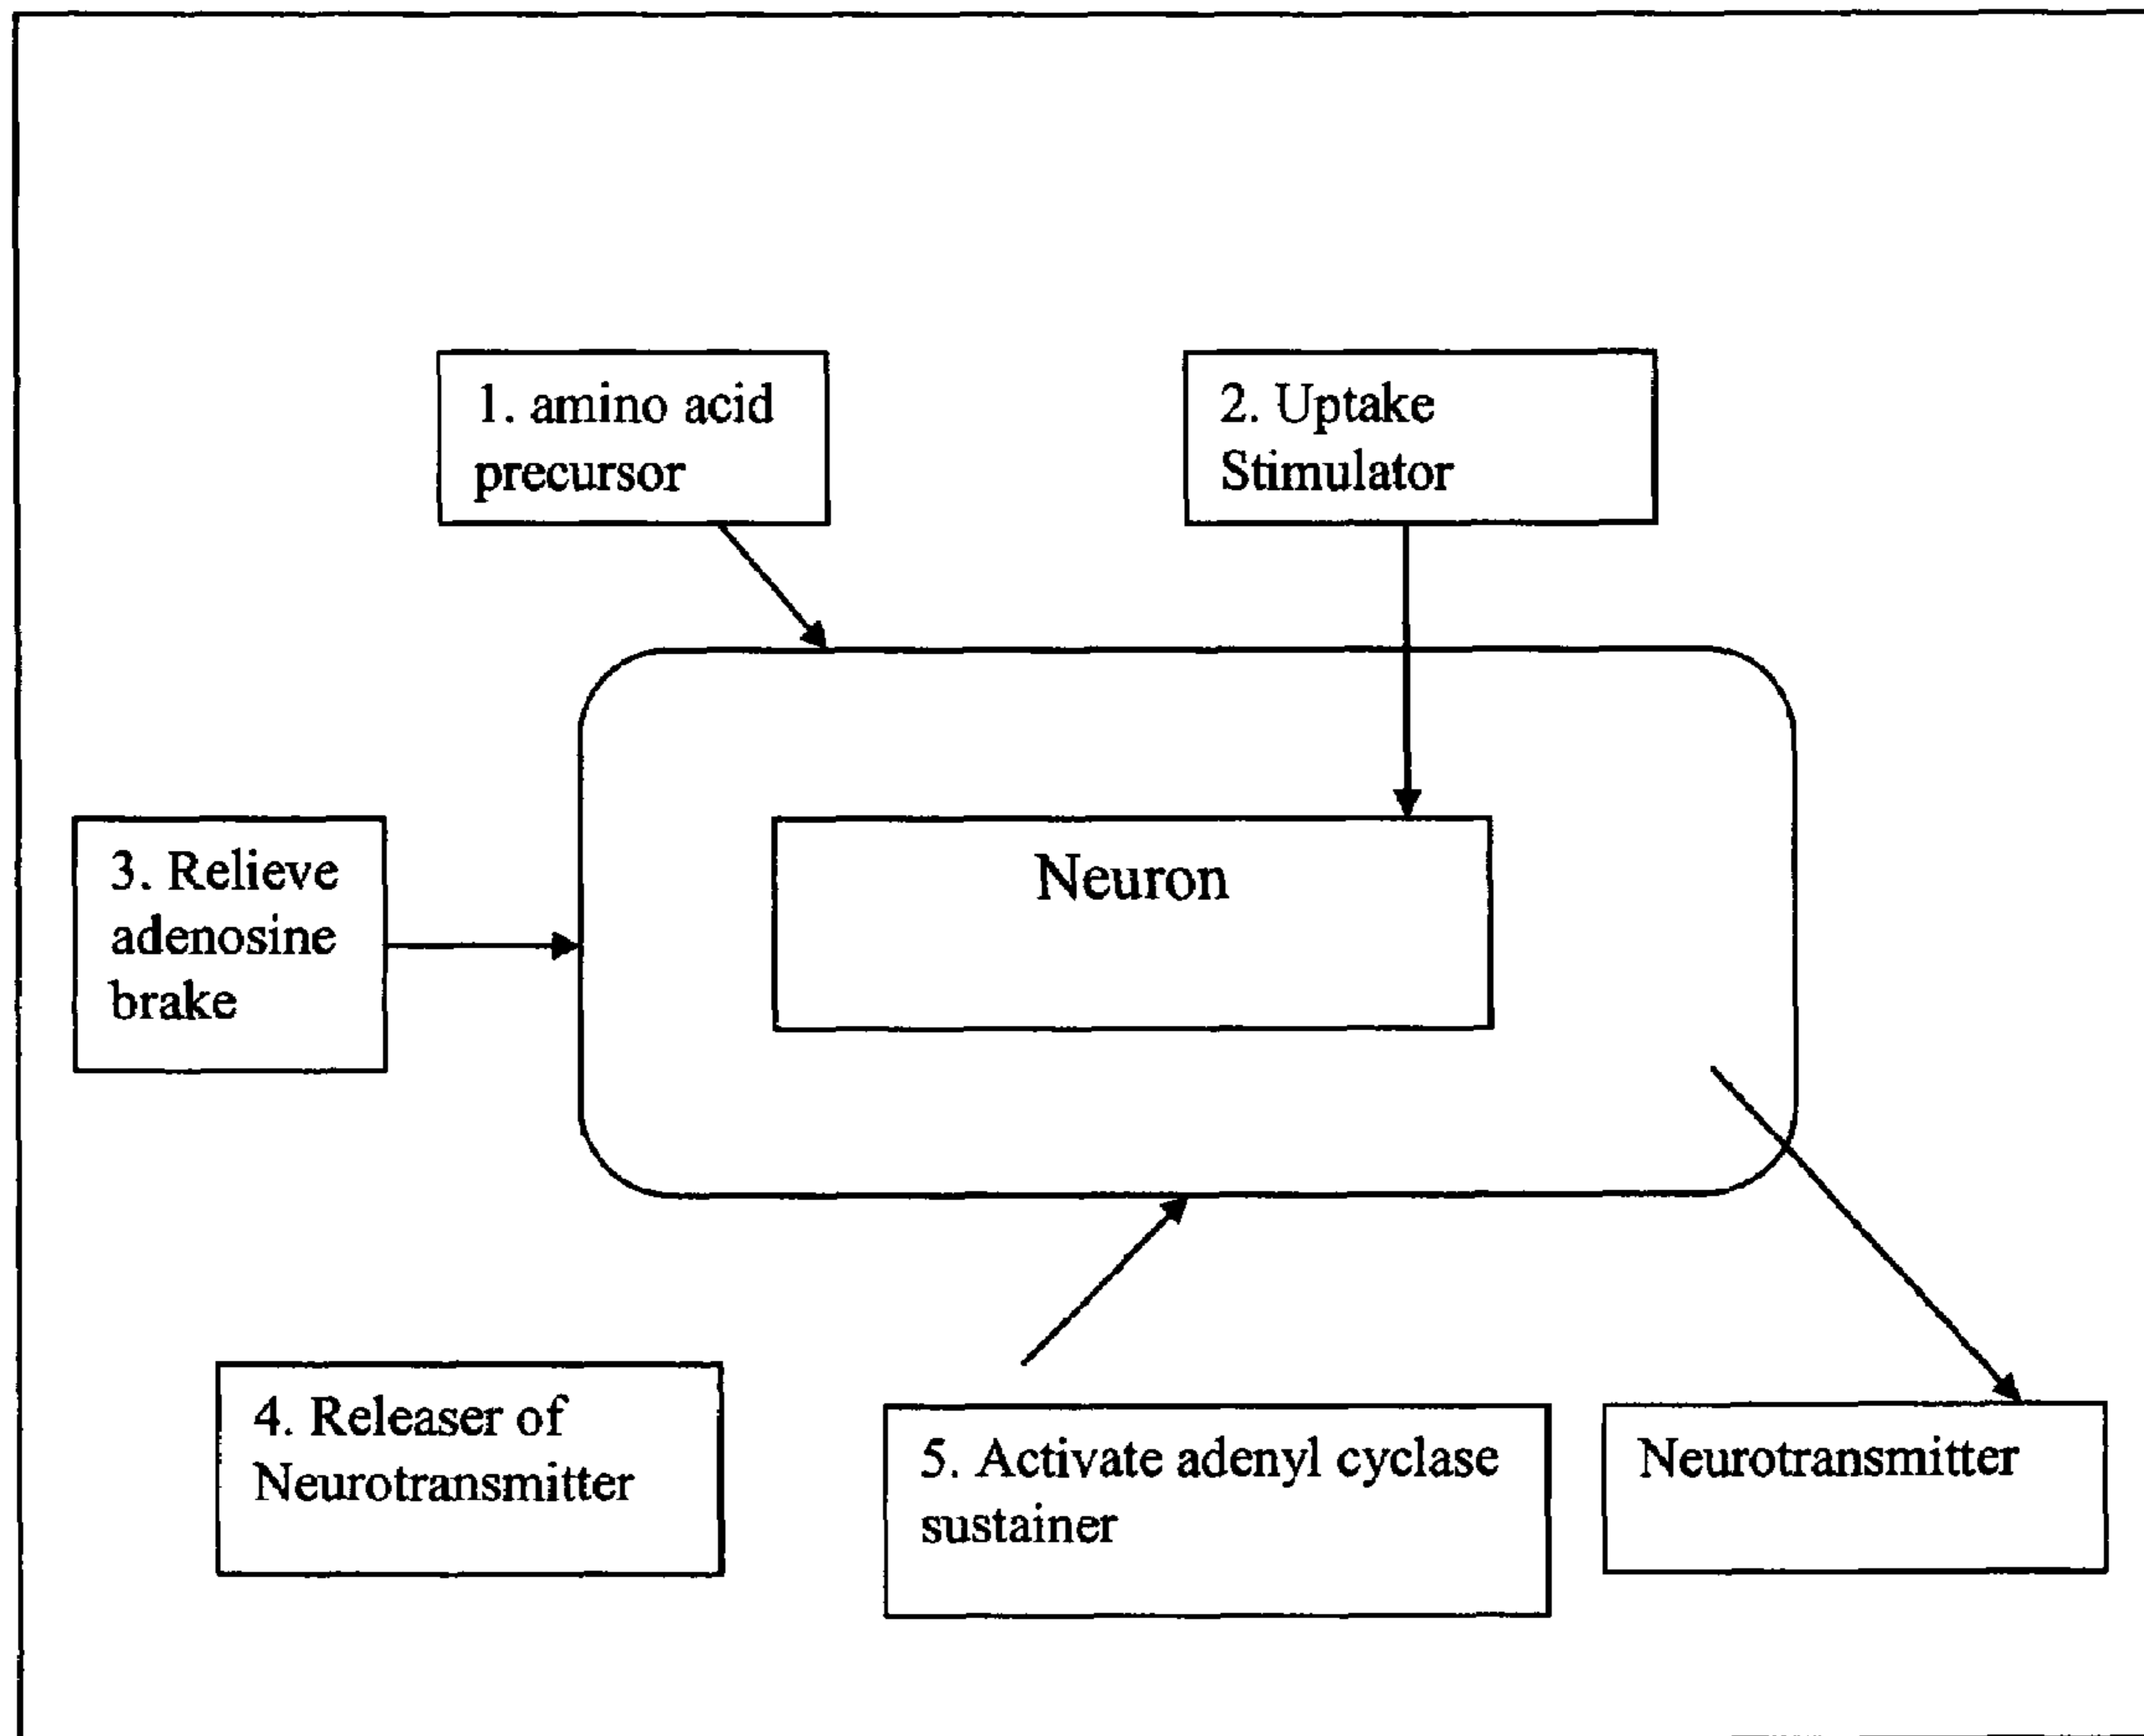 1. amino acid
precursor
2. Uptake
Stimulator
3. Relieve
adenosine
brake
Neuron
4. Releaser of
Neurotransmitter
5. Activate adenyl cyclase
sustainer
Neurotransmitter